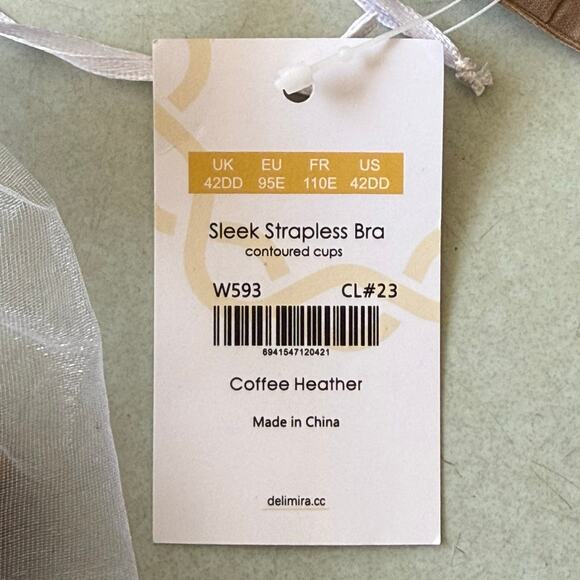 UK EU FR US
42DD 95E 110E 42DD
Sleek Strapless Bra
contoured cups
W593 CL#23
6941547120421
Coffee Heather
Made in China
delimira.cc